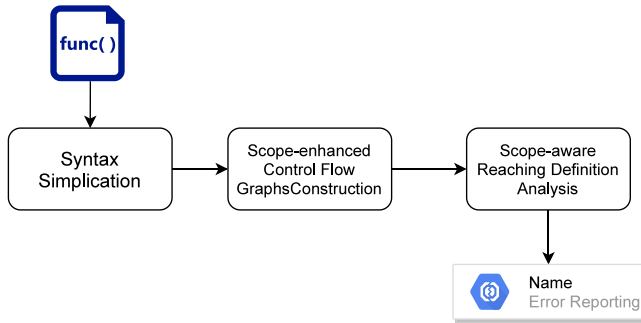 func( )
Syntax
Simplication
Scope-enhanced
Control Flow
GraphsConstruction
Scope-aware
Reaching Definition
Analysis
Name
Error Reporting